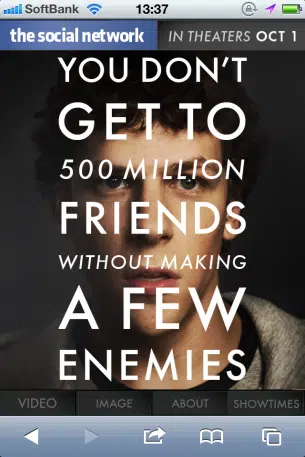 SoftBank 13:37
the social network IN THEATERS OCT 1
YOU DON'T
GET TO
500 MILLION
FRIENDS
WITHOUT MAKING
A FEW
ENEMIES
VIDEO IMAGE ABOUT SHOWTIMES